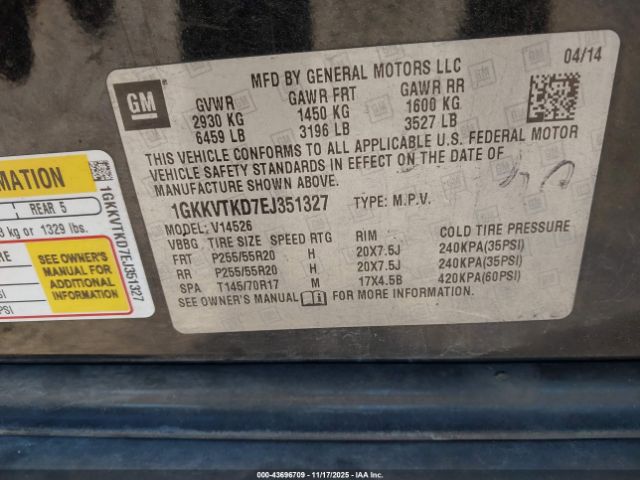 MFD BY GENERAL MOTORS LLC
04/14
GM
GVWR GAWR FRT GAWR RR
2930 KG 1450 KG 1600 KG
6459 LB 3196 LB 3527 LB
THIS VEHICLE CONFORMS TO ALL APPLICABLE U.S. FEDERAL MOTOR
VEHICLE SAFETY STANDARDS IN EFFECT ON THE DATE OF
MANUFACTURE SHOWN ABOVE.
1GKKVTKD7EJ351327 TYPE: M.P.V.
MODEL: V14526
VBBG TIRE SIZE SPEED RTG RIM COLD TIRE PRESSURE
FRT P255/55R20 H 20X7.5J 240KPA(35PSI)
RR P255/55R20 H 20X7.5J 240KPA(35PSI)
SPA T145/70R17 M 17X4.5B 420KPA(60PSI)
SEE OWNER'S MANUAL FOR MORE INFORMATION.
REAR 5
kg or 1329 lbs.
SEE OWNER'S
MANUAL FOR
ADDITIONAL
INFORMATION
1GKKVTKD7EJ351327
© 2025 - 43696709 - 11/17/2025 - IAA, Inc.